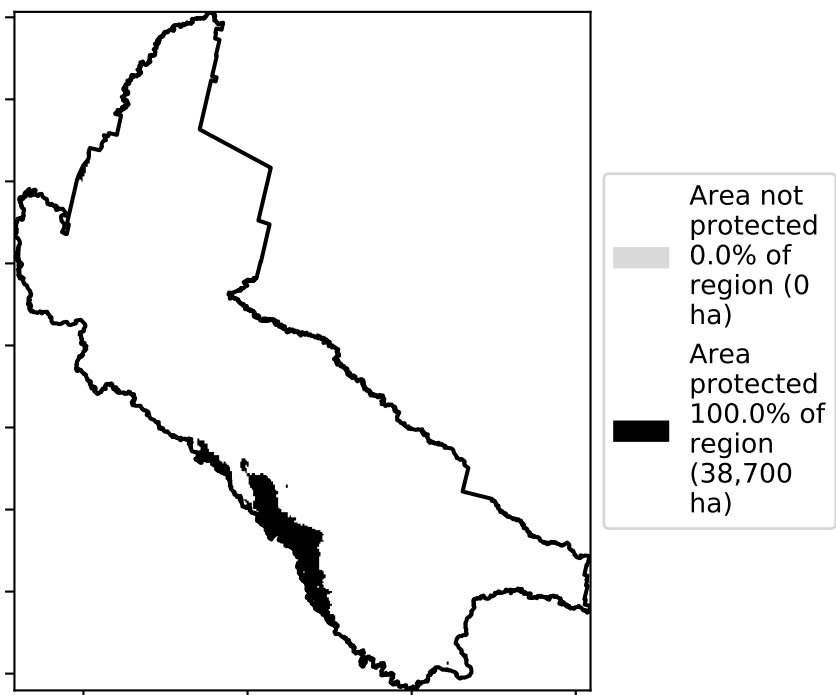 Area not
protected
0.0% of
region (0
ha)
Area
protected
100.0% of
region
(38,700
ha)